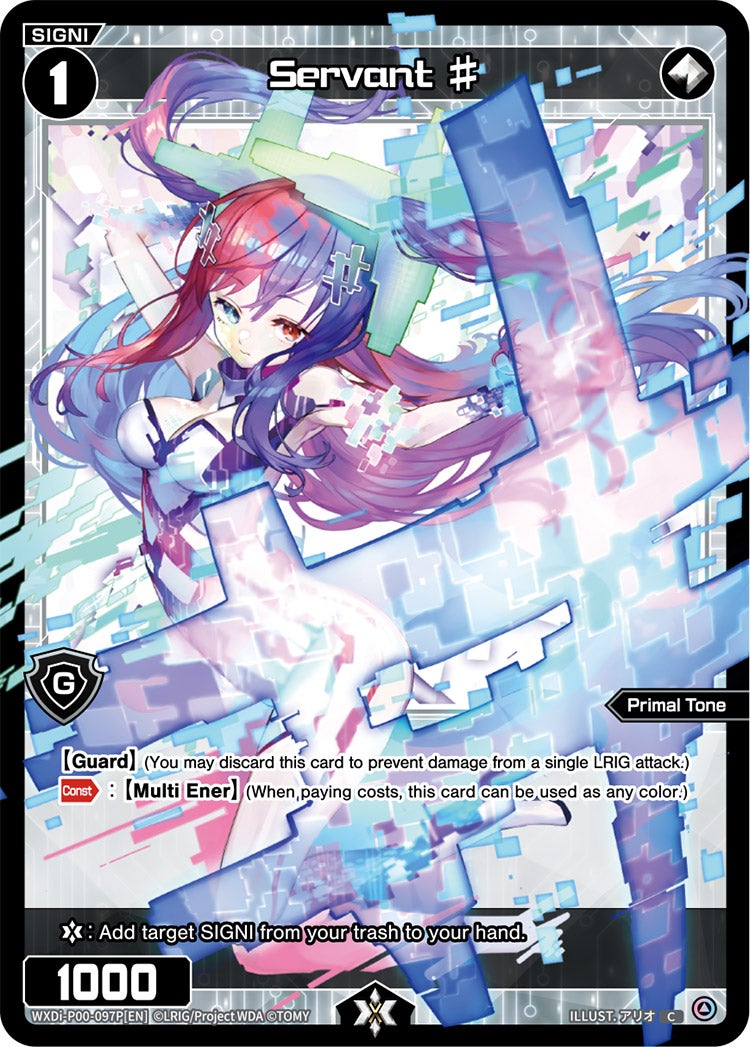 SIGNI
1
Servant #
G
Primal Tone
【Guard】 (You may discard this card to prevent damage from a single LRIG attack.)
Const : 【Multi Ener】 (When paying costs, this card can be used as any color.)
: Add target SIGNI from your trash to your hand.
1000
WXDi-P00-097P[EN] ©LRIG/Project WDA ©TOMY
ILLUST. アリオ C